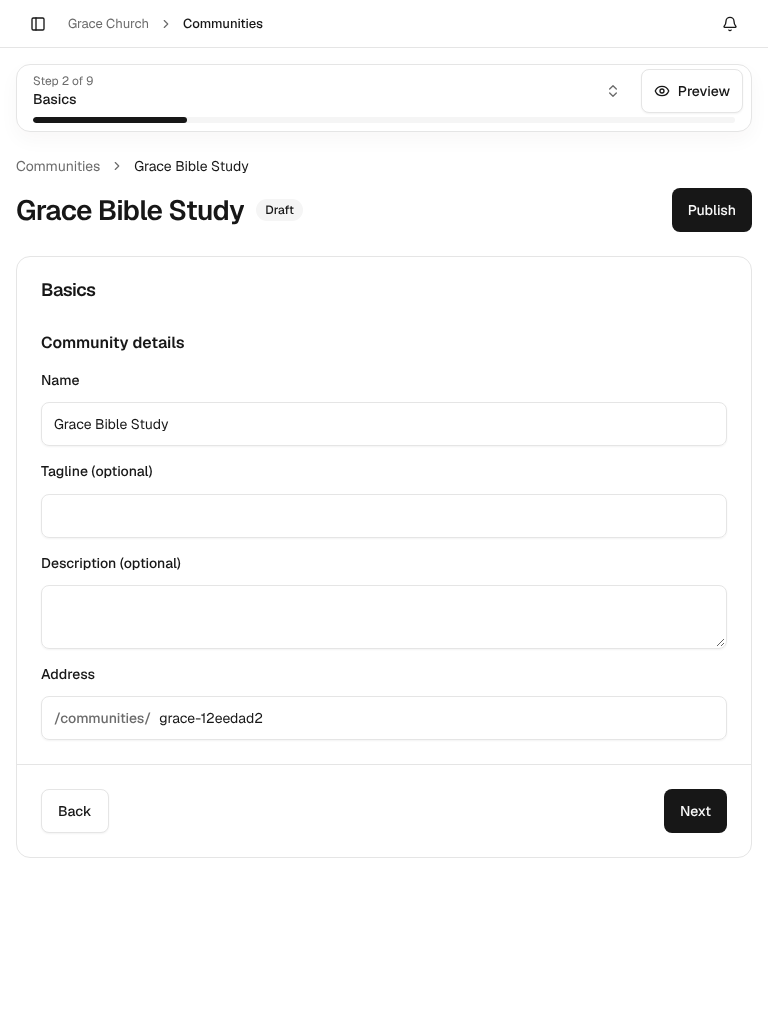 Grace Church > Communities
Step 2 of 9
Basics
Preview
Communities > Grace Bible Study
Grace Bible Study Draft
Publish
Basics
Community details
Name
Grace Bible Study
Tagline (optional)
Description (optional)
Address
/communities/ grace-12eedad2
Back
Next